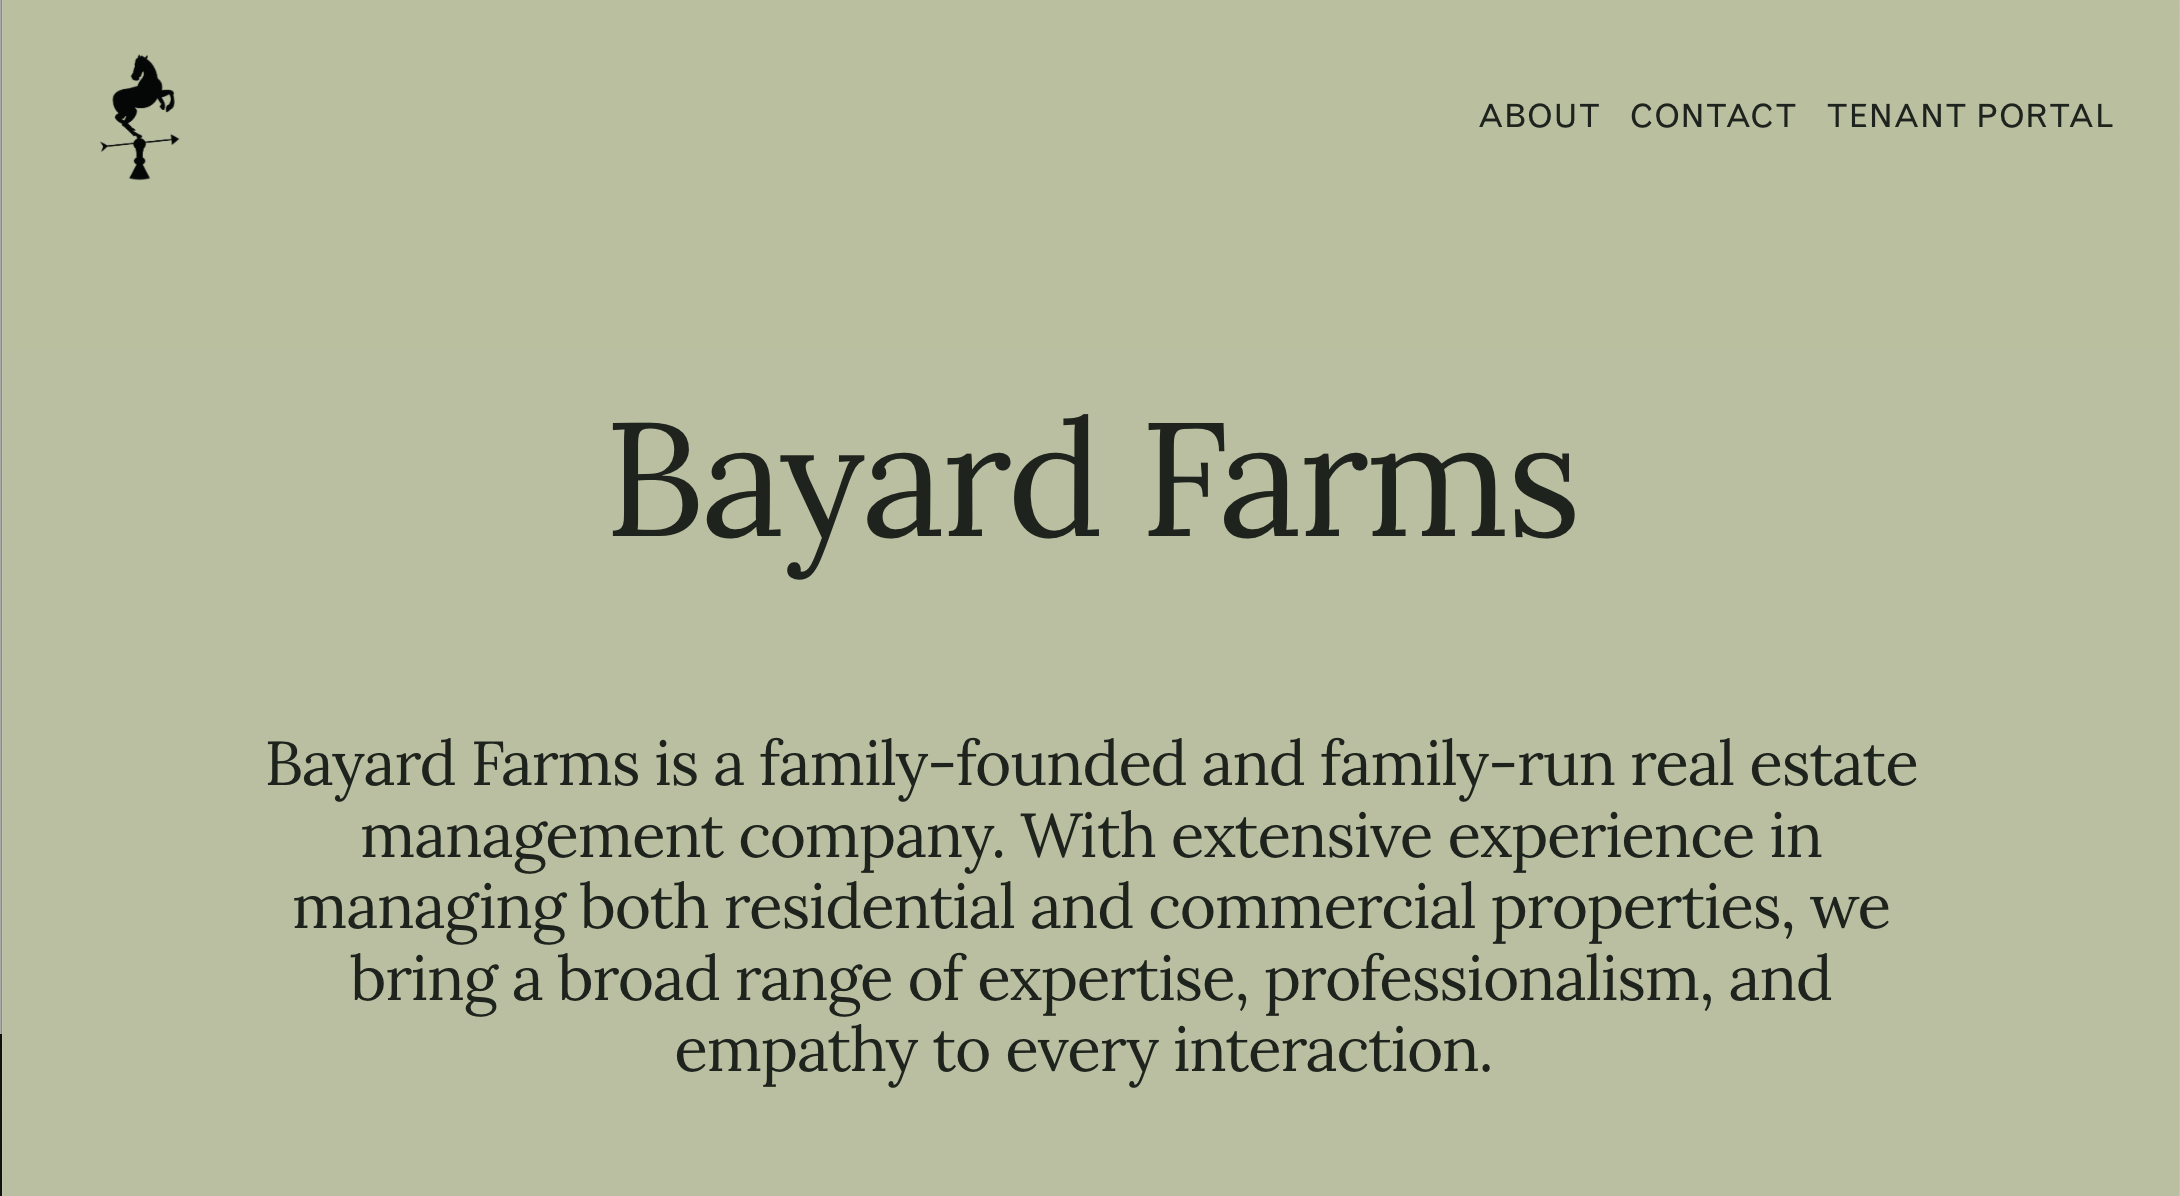 ABOUT CONTACT TENANT PORTAL
Bayard Farms
Bayard Farms is a family-founded and family-run real estate
management company. With extensive experience in
managing both residential and commercial properties, we
bring a broad range of expertise, professionalism, and
empathy to every interaction.